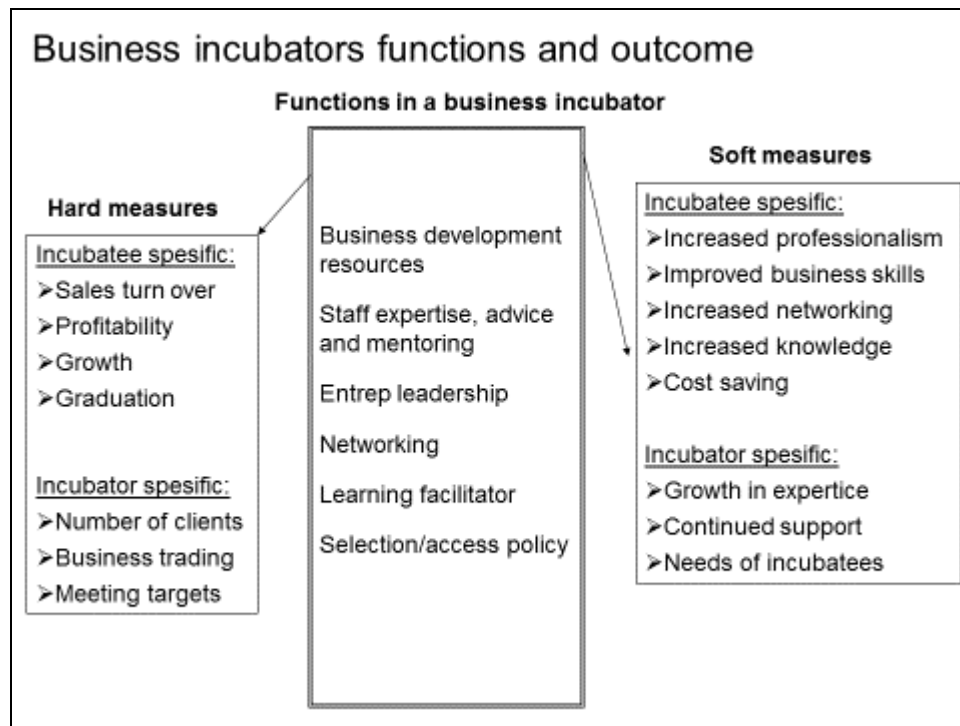 Business incubators functions and outcome
Functions in a business incubator
Hard measures
Incubatee spesific:
➢Sales turn over
➢Profitability
➢Growth
➢Graduation
Incubator spesific:
➢Number of clients
➢Business trading
➢Meeting targets
Business development
resources
Staff expertise, advice
and mentoring
Entrep leadership
Networking
Learning facilitator
Selection/access policy
Soft measures
Incubatee spesific:
➢Increased professionalism
➢Improved business skills
➢Increased networking
➢Increased knowledge
➢Cost saving
Incubator spesific:
➢Growth in expertice
➢Continued support
➢Needs of incubatees